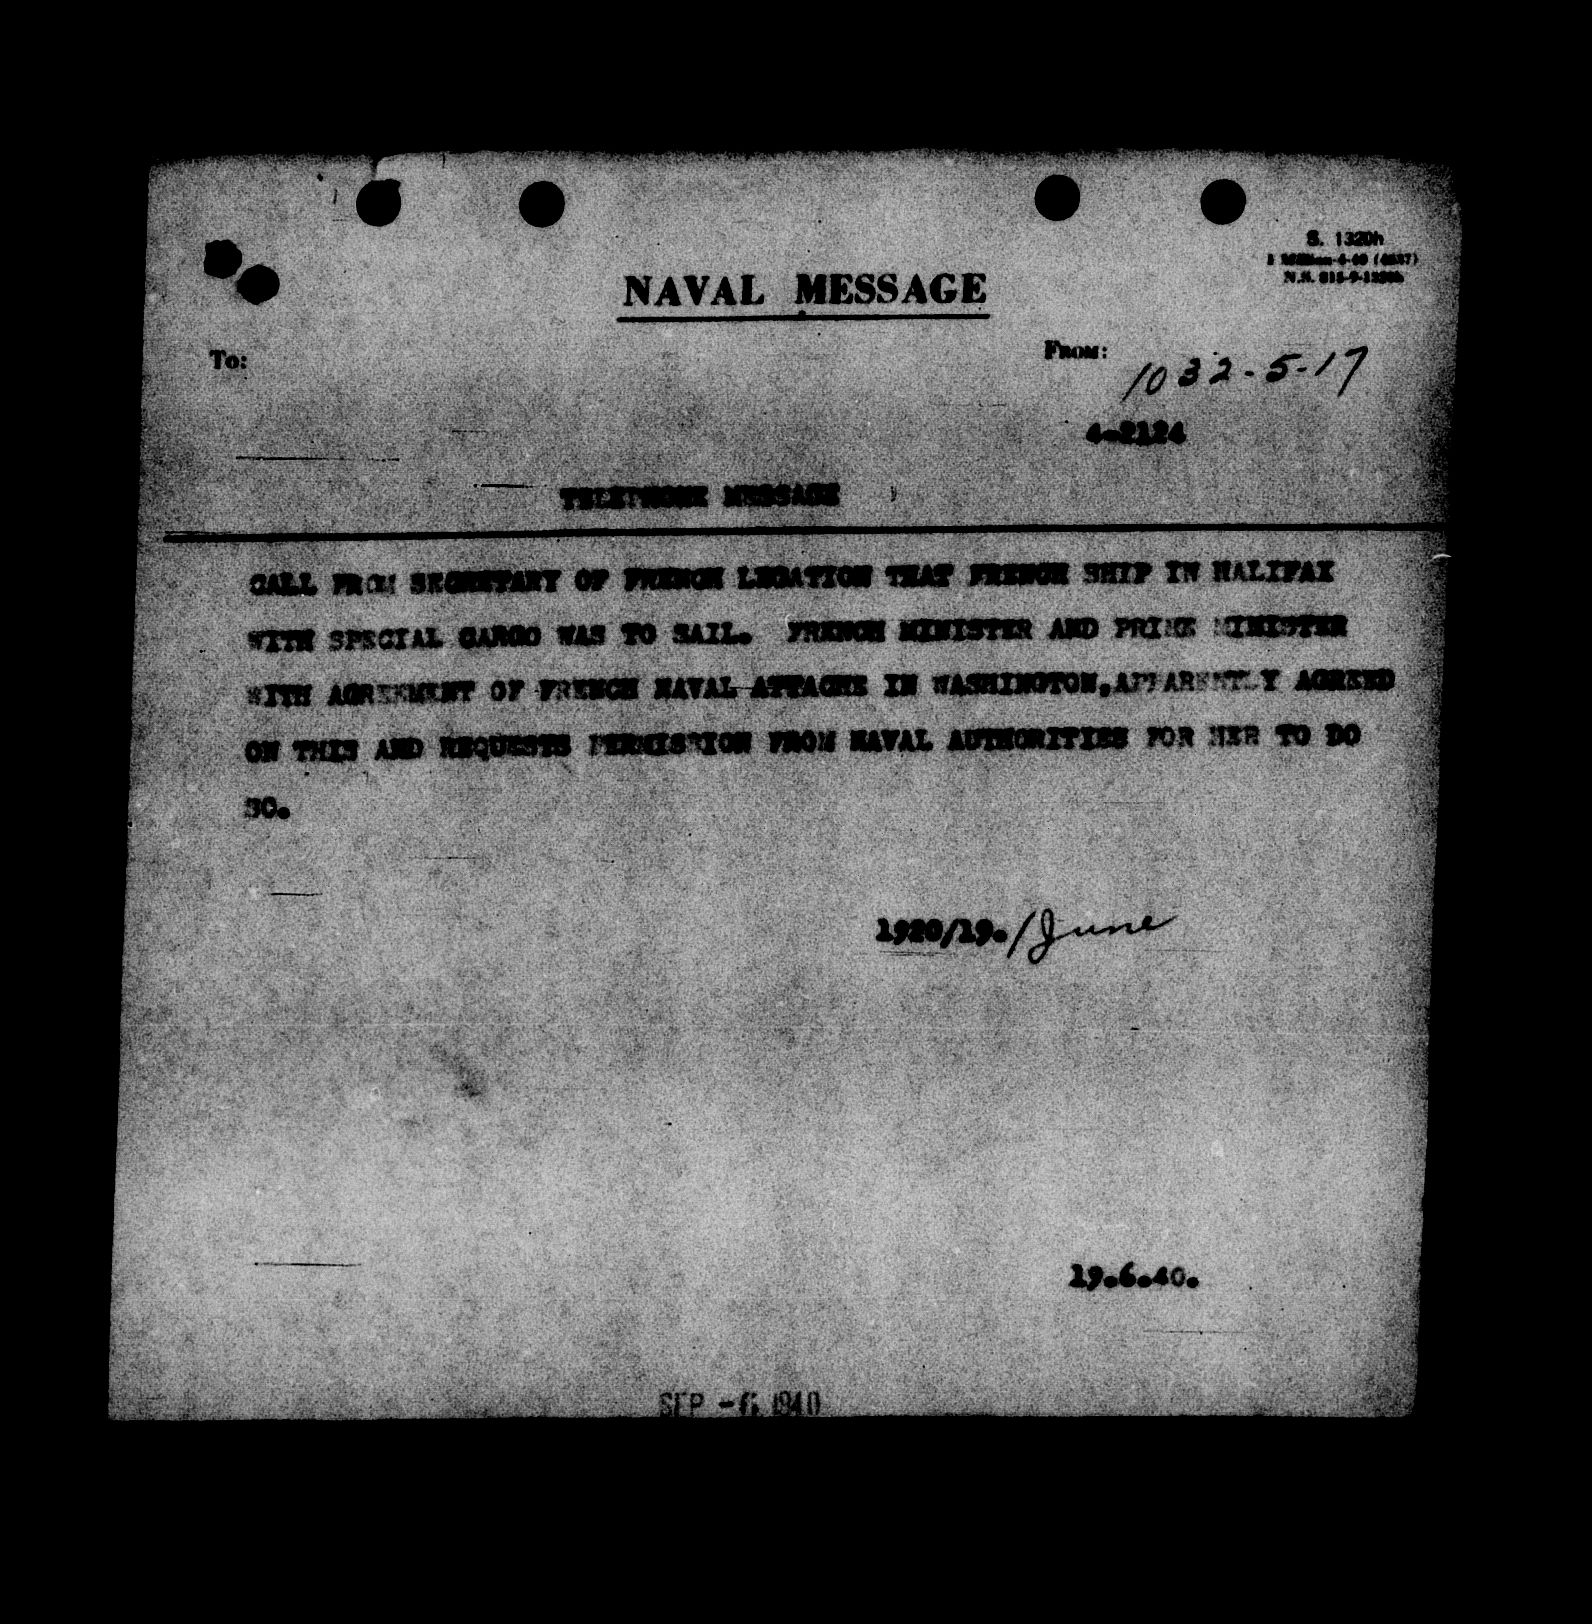 S. 1320h
NAVAL MESSAGE
To:
FROM:
1032-5-17
4-2124
TELEPHONE MESSAGE
CALL FROM SECRETARY OF FRENCH LEGATION THAT FRENCH SHIP IN HALIFAX
WITH SPECIAL CARGO WAS TO SAIL. FRENCH MINISTER AND PRIME MINISTER
WITH AGREEMENT OF FRENCH NAVAL ATTACHE IN WASHINGTON, APPARENTLY AGREED
ON THIS AND REQUESTS PERMISSION FROM NAVAL AUTHORITIES FOR HER TO DO
SO.
1920/19./June
19.6.40.
SEP -6 1940